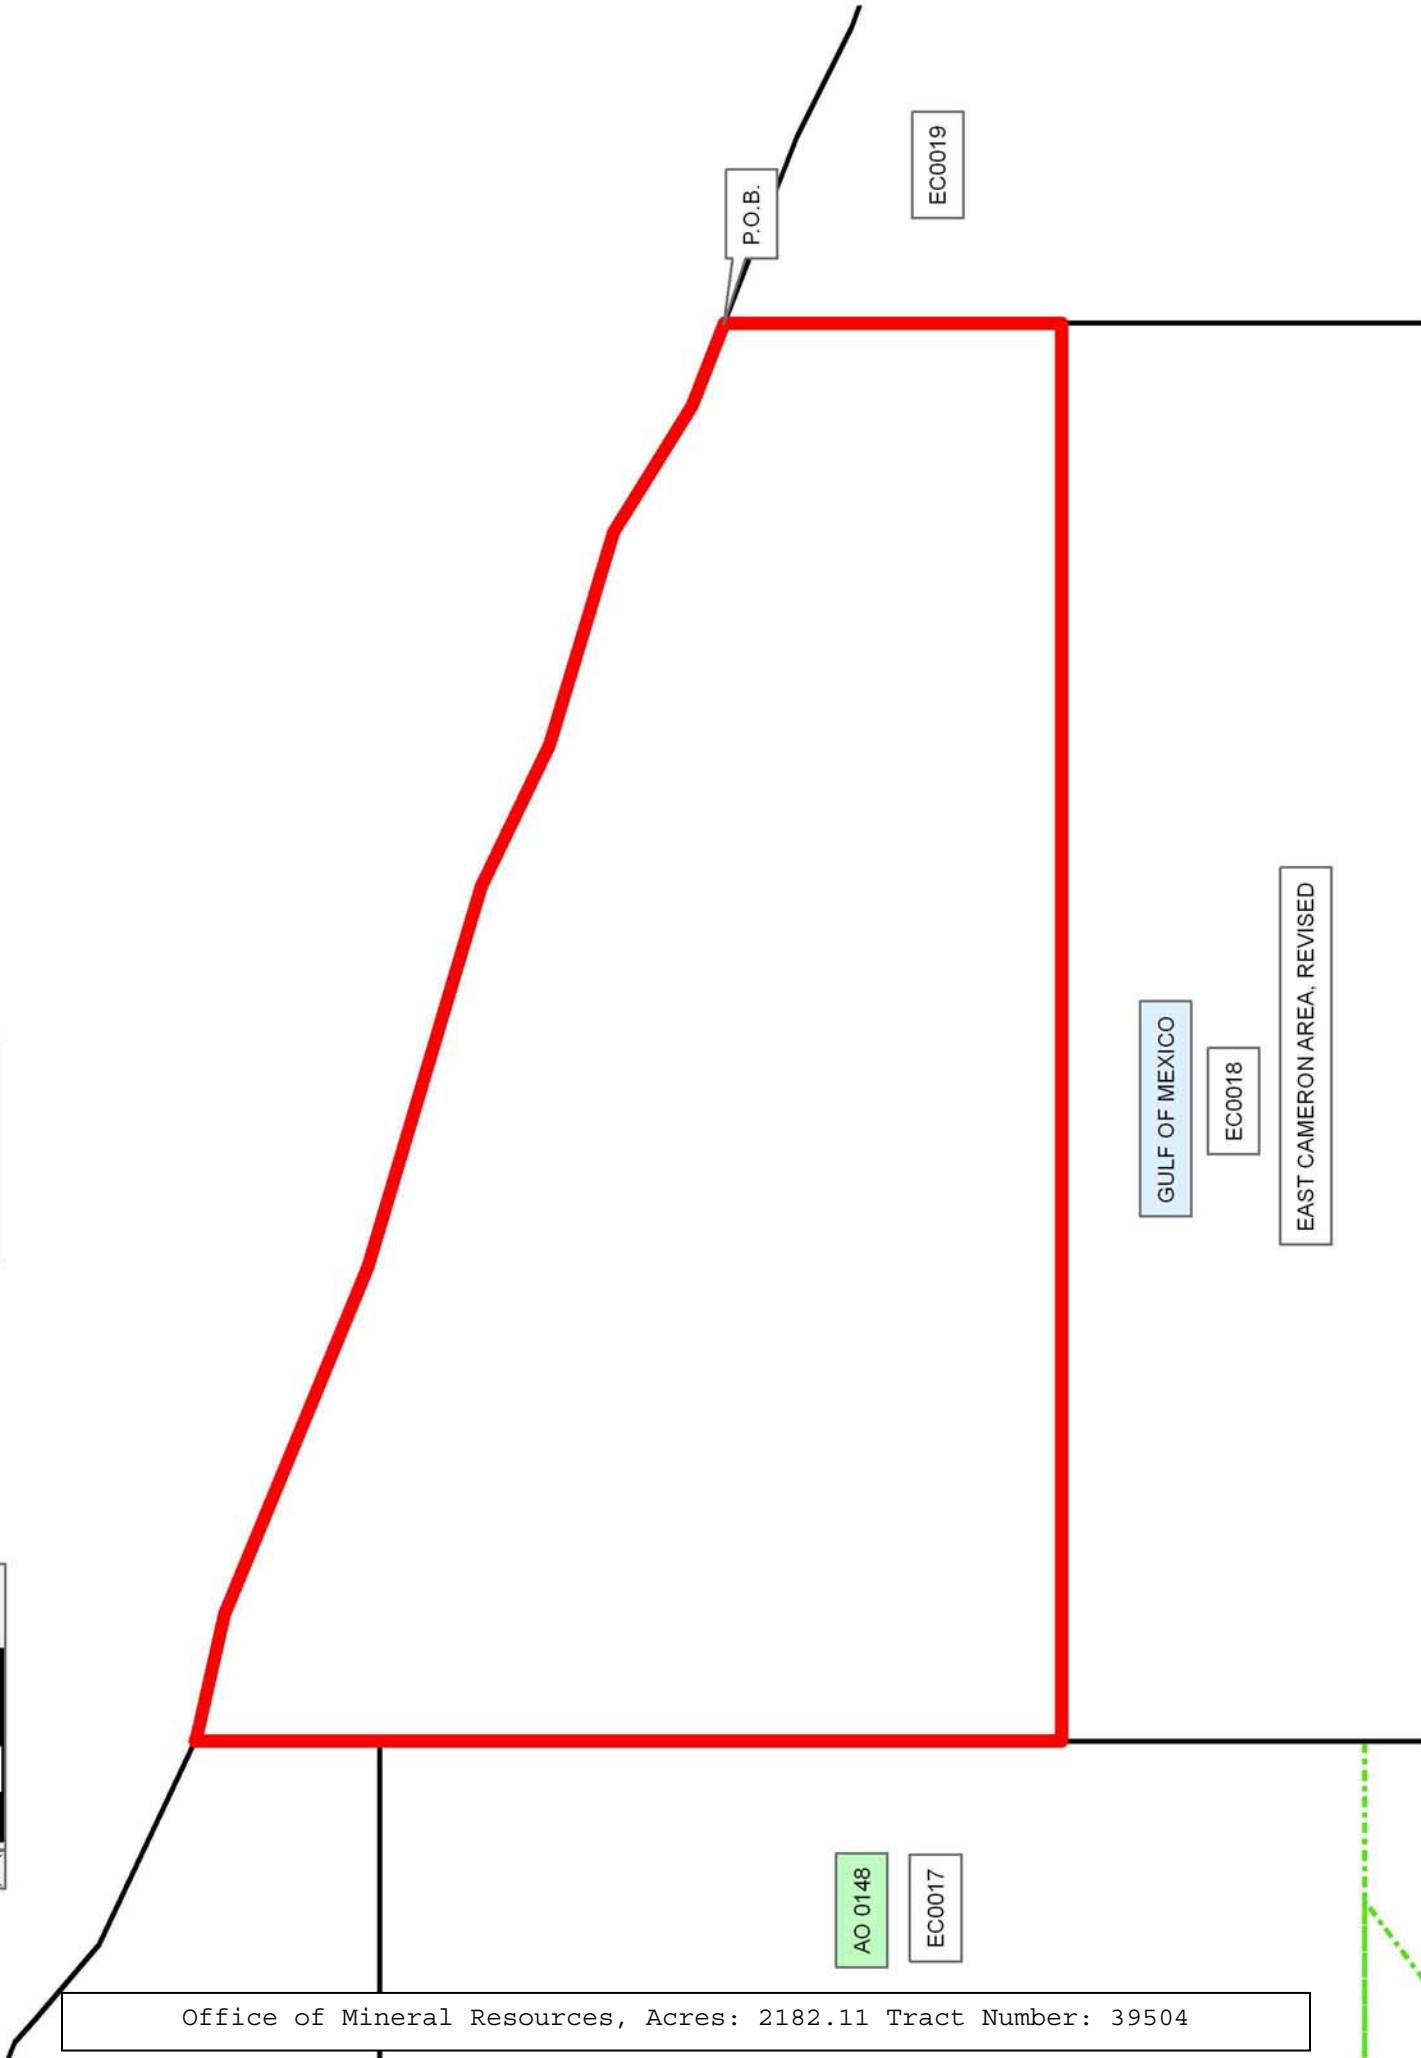 EC0019
P.O.B.
GULF OF MEXICO
EC0018
EAST CAMERON AREA, REVISED
AO 0148
EC0017
Office of Mineral Resources, Acres: 2182.11 Tract Number: 39504